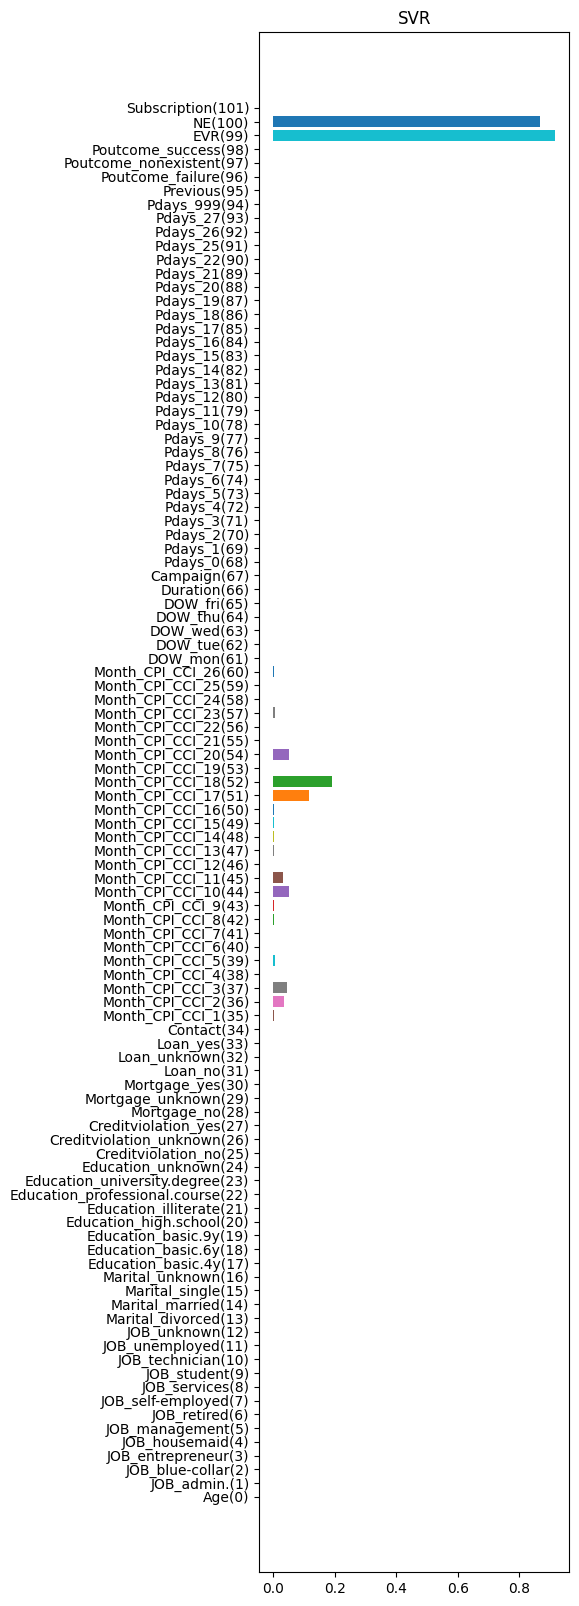 SVR
Subscription(101)
NE(100)
EVR(99)
Poutcome_success(98)
Poutcome_nonexistent(97)
Poutcome_failure(96)
Previous(95)
Pdays_999(94)
Pdays_27(93)
Pdays_26(92)
Pdays_25(91)
Pdays_22(90)
Pdays_21(89)
Pdays_20(88)
Pdays_19(87)
Pdays_18(86)
Pdays_17(85)
Pdays_16(84)
Pdays_15(83)
Pdays_14(82)
Pdays_13(81)
Pdays_12(80)
Pdays_11(79)
Pdays_10(78)
Pdays_9(77)
Pdays_8(76)
Pdays_7(75)
Pdays_6(74)
Pdays_5(73)
Pdays_4(72)
Pdays_3(71)
Pdays_2(70)
Pdays_1(69)
Pdays_0(68)
Campaign(67)
Duration(66)
DOW_fri(65)
DOW_thu(64)
DOW_wed(63)
DOW_tue(62)
DOW_mon(61)
Month_CPI_CCI_26(60)
Month_CPI_CCI_25(59)
Month_CPI_CCI_24(58)
Month_CPI_CCI_23(57)
Month_CPI_CCI_22(56)
Month_CPI_CCI_21(55)
Month_CPI_CCI_20(54)
Month_CPI_CCI_19(53)
Month_CPI_CCI_18(52)
Month_CPI_CCI_17(51)
Month_CPI_CCI_16(50)
Month_CPI_CCI_15(49)
Month_CPI_CCI_14(48)
Month_CPI_CCI_13(47)
Month_CPI_CCI_12(46)
Month_CPI_CCI_11(45)
Month_CPI_CCI_10(44)
Month_CPI_CCI_9(43)
Month_CPI_CCI_8(42)
Month_CPI_CCI_7(41)
Month_CPI_CCI_6(40)
Month_CPI_CCI_5(39)
Month_CPI_CCI_4(38)
Month_CPI_CCI_3(37)
Month_CPI_CCI_2(36)
Month_CPI_CCI_1(35)
Contact(34)
Loan_yes(33)
Loan_unknown(32)
Loan_no(31)
Mortgage_yes(30)
Mortgage_unknown(29)
Mortgage_no(28)
Creditviolation_yes(27)
Creditviolation_unknown(26)
Creditviolation_no(25)
Education_unknown(24)
Education_university.degree(23)
Education_professional.course(22)
Education_illiterate(21)
Education_high.school(20)
Education_basic.9y(19)
Education_basic.6y(18)
Education_basic.4y(17)
Marital_unknown(16)
Marital_single(15)
Marital_married(14)
Marital_divorced(13)
JOB_unknown(12)
JOB_unemployed(11)
JOB_technician(10)
JOB_student(9)
JOB_services(8)
JOB_self-employed(7)
JOB_retired(6)
JOB_management(5)
JOB_housemaid(4)
JOB_entrepreneur(3)
JOB_blue-collar(2)
JOB_admin.(1)
Age(0)
0.0 0.2 0.4 0.6 0.8